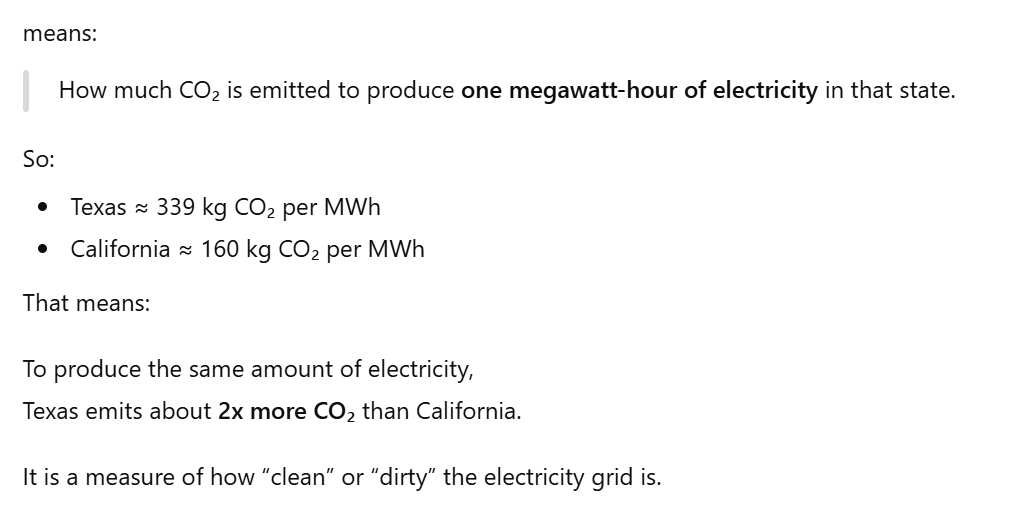 means:
How much CO₂ is emitted to produce one megawatt-hour of electricity in that state.
So:
• Texas ≈ 339 kg CO₂ per MWh
• California ≈ 160 kg CO₂ per MWh
That means:
To produce the same amount of electricity,
Texas emits about 2x more CO₂ than California.
It is a measure of how “clean” or “dirty” the electricity grid is.